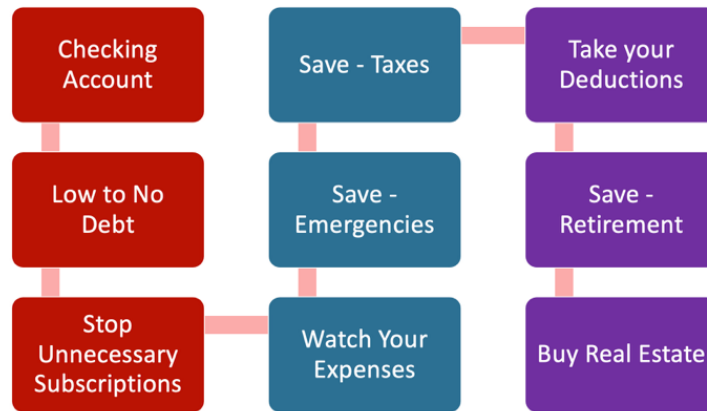 Checking
Account
Low to No
Debt
Stop
Unnecessary
Subscriptions
Watch Your
Expenses
Save -
Emergencies
Save - Taxes
Take your
Deductions
Save -
Retirement
Buy Real Estate